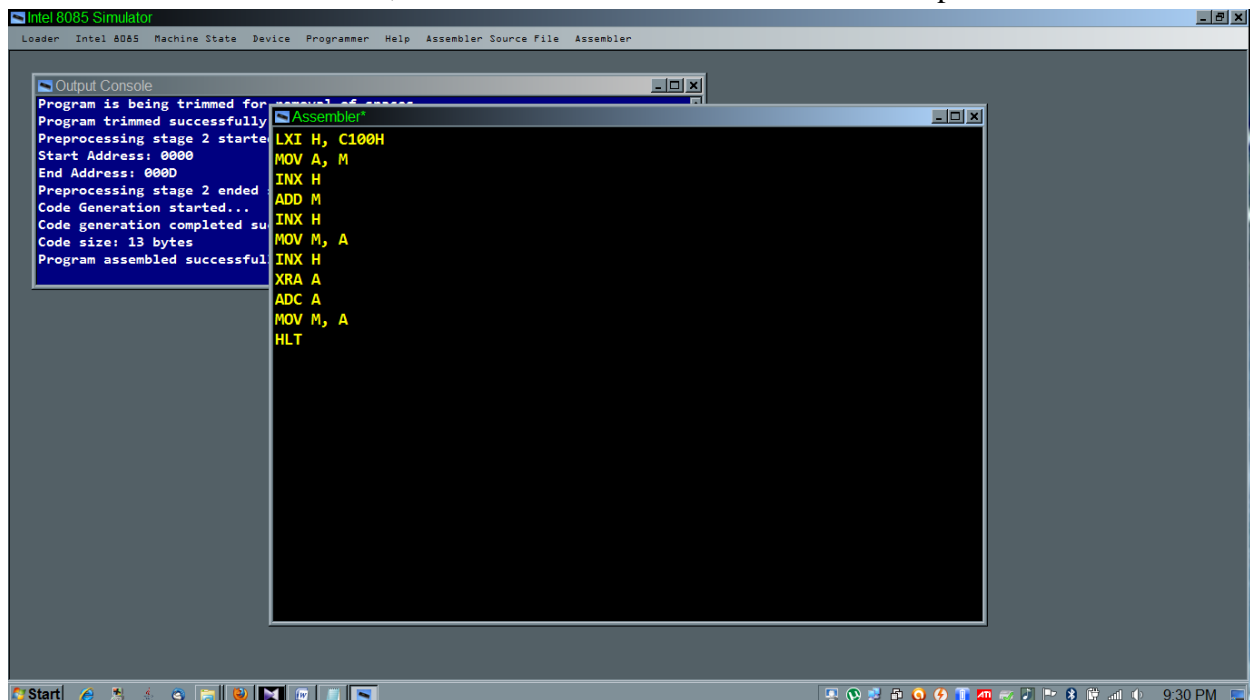 Intel 8085 Simulator
Loader Intel 8085 Machine State Device Programmer Help Assembler Source File Assembler
Output Console
Program is being trimmed for removal of spaces
Program trimmed successfully
Preprocessing stage 2 starte
Start Address: 0000
End Address: 000D
Preprocessing stage 2 ended
Code Generation started...
Code generation completed su
Code size: 13 bytes
Program assembled successful
Assembler*
LXI H, C100H
MOV A, M
INX H
ADD M
INX H
MOV M, A
INX H
XRA A
ADC A
MOV M, A
HLT
Start
9:30 PM